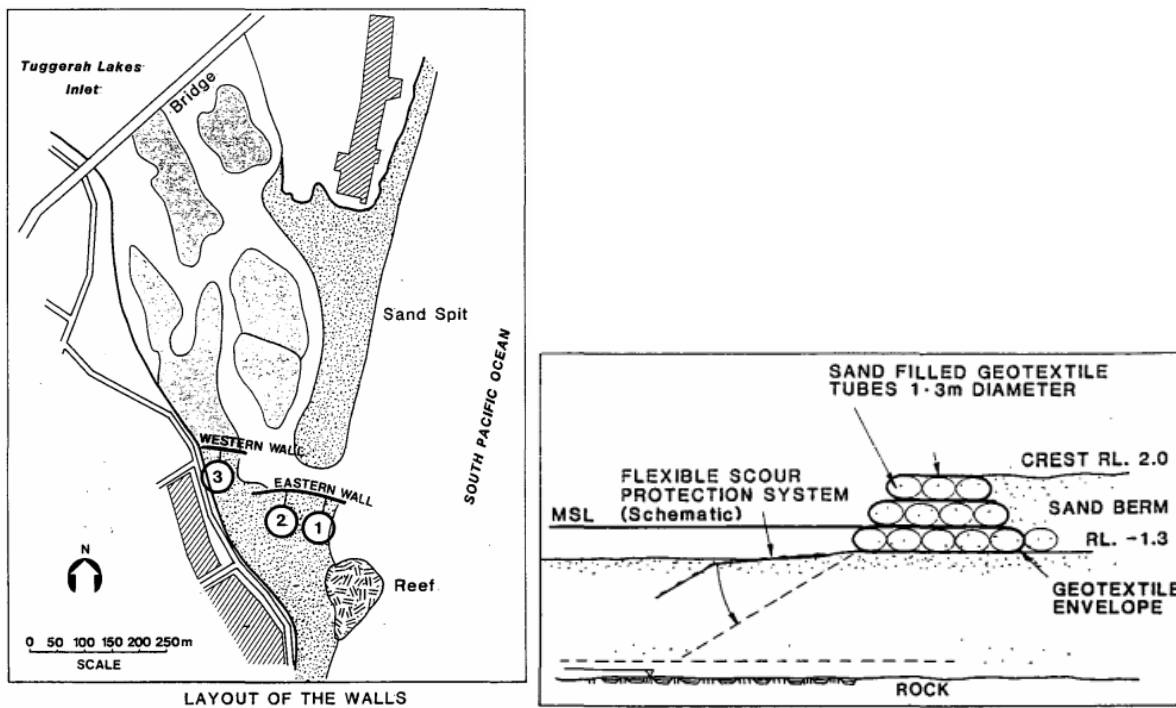 Tuggerah Lakes
Inlet
Bridge
Sand Spit
SOUTH PACIFIC OCEAN
WESTERN WALL
3
EASTERN WALL
2
1
N
Reef
0 50 100 150 200 250m
SCALE
LAYOUT OF THE WALLS
SAND FILLED GEOTEXTILE
TUBES 1·3m DIAMETER
FLEXIBLE SCOUR
PROTECTION SYSTEM
(Schematic)
CREST RL. 2.0
MSL
SAND BERM
RL. -1.3
GEOTEXTILE
ENVELOPE
ROCK